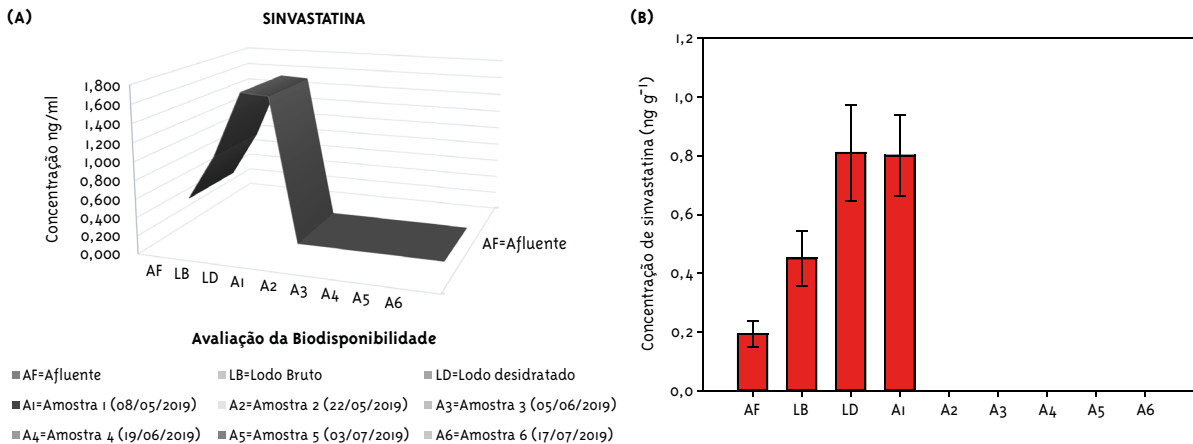 (A)
SINVASTATINA
Concentração ng/ml
1,800
1,600
1,400
1,200
1,000
0,800
0,600
0,400
0,200
0,000
AF LB LD A1 A2 A3 A4 A5 A6
AF=Afluente
Avaliação da Biodisponibilidade
AF=Afluente LB=Lodo Bruto LD=Lodo desidratado
A1=Amostra 1 (08/05/2019) A2=Amostra 2 (22/05/2019) A3=Amostra 3 (05/06/2019)
A4=Amostra 4 (19/06/2019) A5=Amostra 5 (03/07/2019) A6=Amostra 6 (17/07/2019)
(B)
Concentração de sinvastatina (ng g⁻¹)
1,2
1,0
0,8
0,6
0,4
0,2
0,0
AF LB LD A1 A2 A3 A4 A5 A6